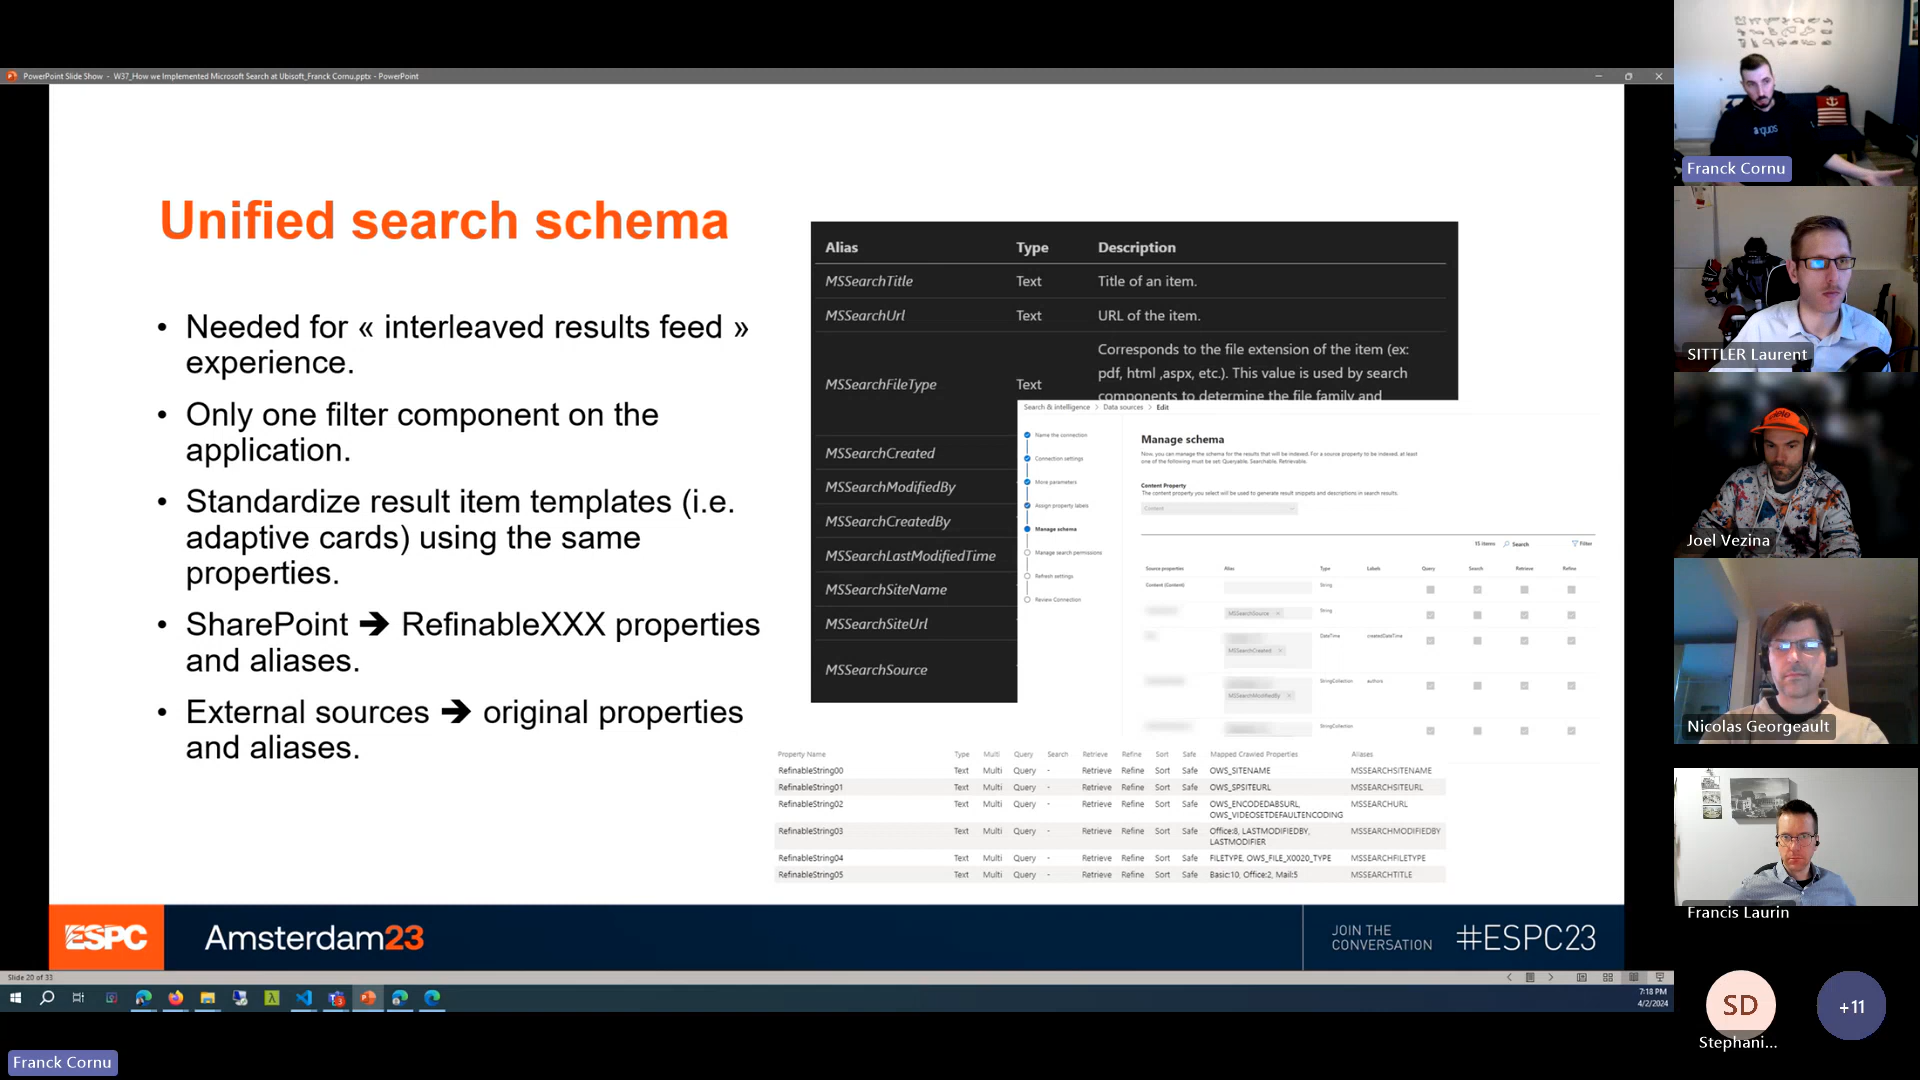 PowerPoint Slide Show - W37_How we Implemented Microsoft Search at Ubisoft_Franck Cornu.pptx - PowerPoint
Unified search schema
• Needed for « interleaved results feed »
experience.
• Only one filter component on the
application.
• Standardize result item templates (i.e.
adaptive cards) using the same
properties.
• SharePoint ➔ RefinableXXX properties
and aliases.
• External sources ➔ original properties
and aliases.
Alias Type Description
MSSearchTitle Text Title of an item.
MSSearchUrl Text URL of the item.
Corresponds to the file extension of the item (ex:
MSSearchFileType Text pdf, html ,aspx, etc.). This value is used by search
components to determine the file family and
MSSearchCreated
MSSearchModifiedBy
MSSearchCreatedBy
MSSearchLastModifiedTime
MSSearchSiteName
MSSearchSiteUrl
MSSearchSource
Search & intelligence > Data sources > Edit
Name the connection
Connection settings
Move parameters
Assign property labels
Manage schema
Manage search permissions
Refresh settings
Review Connection
Manage schema
Now, you can manage the schema for the results that will be indexed. For a source property to be indexed, at least
one of the following must be set: Queryable, Searchable, Retrievable.
Content Property
The content property you select will be used to generate result snippets and descriptions in search results.
Content
15 items Search Filter
Source properties Alias Type Labels Query Search Retrieve Refine
Content (Content) String
MSSearchSource × String
DateTime createdDateTime
MSSearchCreated ×
StringCollection authors
MSSearchModifiedBy ×
StringCollection
Property Name Type Multi Query Search Retrieve Refine Sort Safe Mapped Crawled Properties Aliases
RefinableString00 Text Multi Query - Retrieve Refine Sort Safe OWS_SITENAME MSSEARCHSITENAME
RefinableString01 Text Multi Query - Retrieve Refine Sort Safe OWS_SPSITEURL MSSEARCHSITEURL
RefinableString02 Text Multi Query - Retrieve Refine Sort Safe OWS_ENCODEDABSURL, MSSEARCHURL
OWS_VIDEOSETDEFAULTENCODING
RefinableString03 Text Multi Query - Retrieve Refine Sort Safe Office:8, LASTMODIFIEDBY, MSSEARCHMODIFIEDBY
LASTMODIFIER
RefinableString04 Text Multi Query - Retrieve Refine Sort Safe FILETYPE, OWS_FILE_X0020_TYPE MSSEARCHFILETYPE
RefinableString05 Text Multi Query - Retrieve Refine Sort Safe Basic:10, Office:2, Mail:5 MSSEARCHTITLE
ESPC Amsterdam23
JOIN THE
CONVERSATION
#ESPC23
Slide 20 of 33
7:18 PM
4/2/2024
Franck Cornu
Franck Cornu
SITTLER Laurent
Joel Vezina
Nicolas Georgeault
Francis Laurin
SD
Stephani...
+11